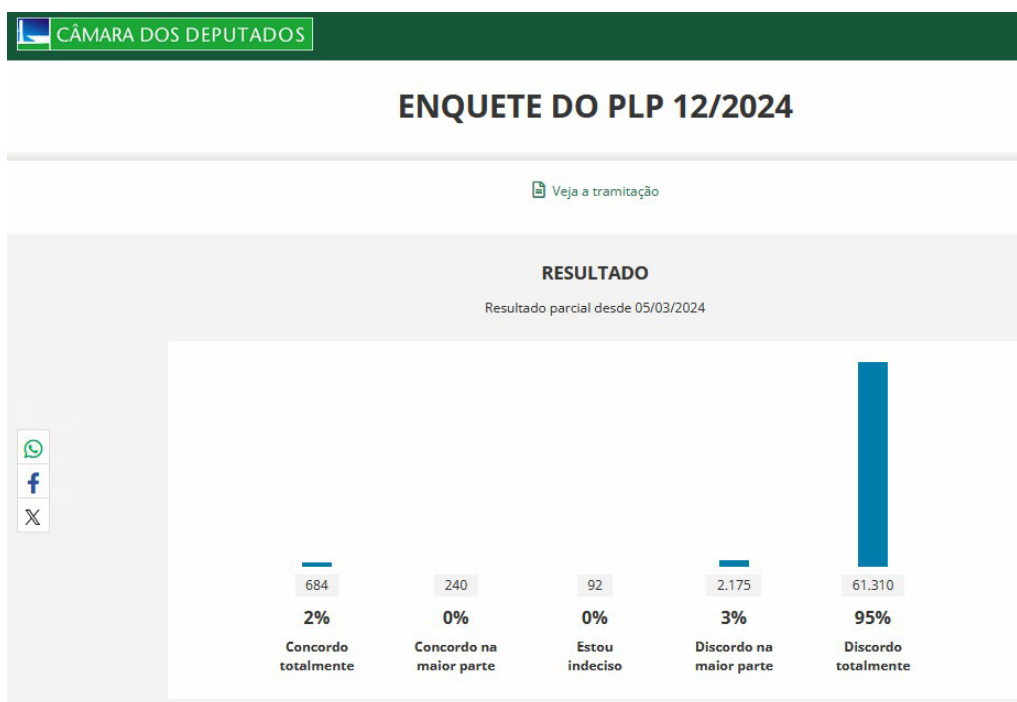 CÂMARA DOS DEPUTADOS
ENQUETE DO PLP 12/2024
Veja a tramitação
RESULTADO
Resultado parcial desde 05/03/2024
684 240 92 2.175 61.310
2% 0% 0% 3% 95%
Concordo totalmente
Concordo na maior parte
Estou indeciso
Discordo na maior parte
Discordo totalmente